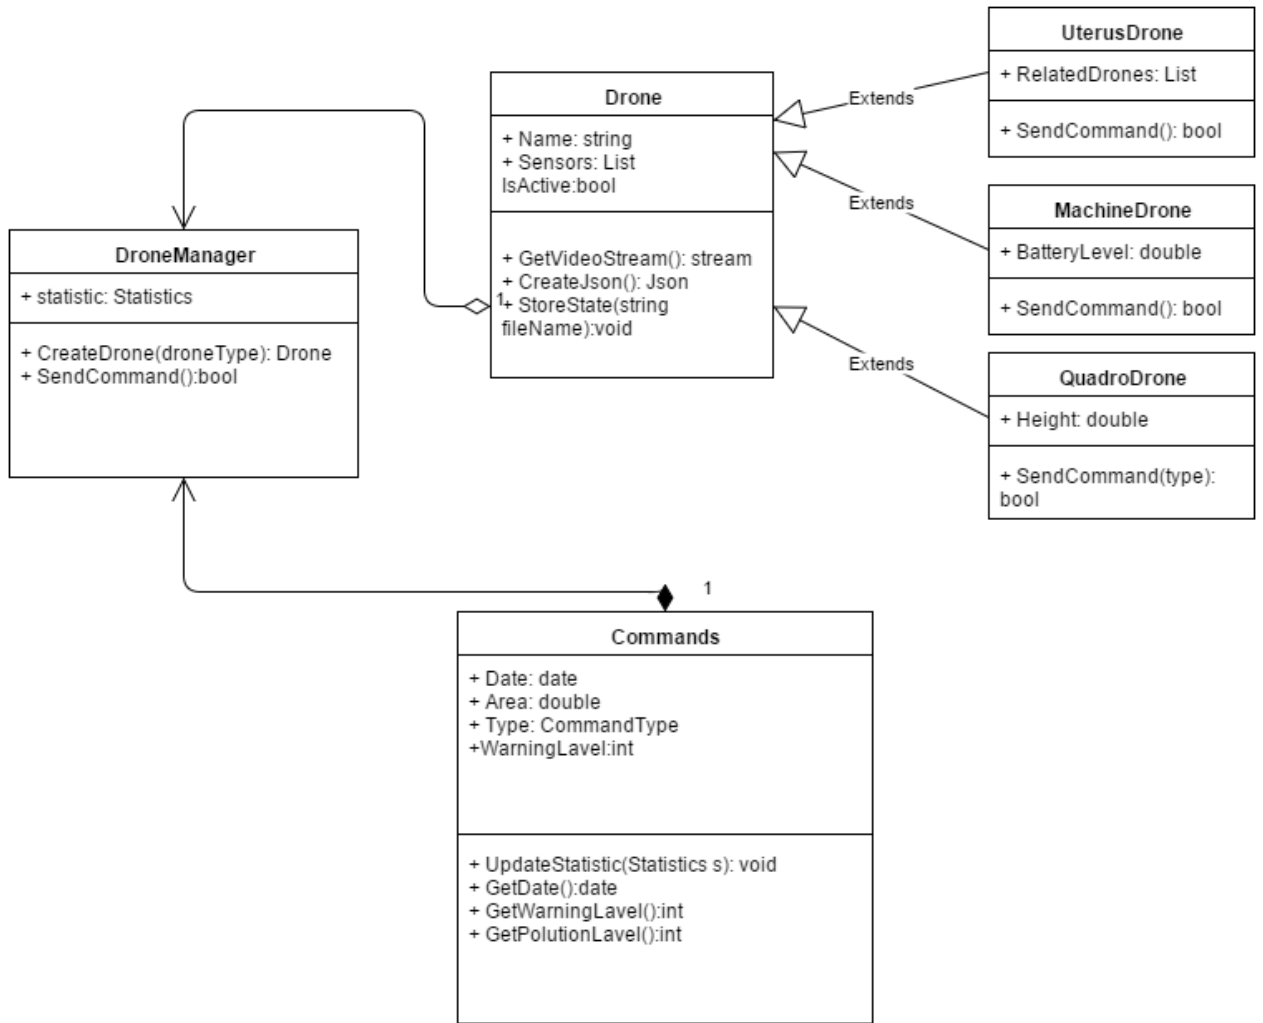 UterusDrone
+ RelatedDrones: List
+ SendCommand(): bool
Drone
+ Name: string
+ Sensors: List
IsActive:bool
+ GetVideoStream(): stream
+ CreateJson(): Json
+ StoreState(string
fileName):void
1
Extends
Extends
Extends
MachineDrone
+ BatteryLevel: double
+ SendCommand(): bool
QuadroDrone
+ Height: double
+ SendCommand(type):
bool
DroneManager
+ statistic: Statistics
+ CreateDrone(droneType): Drone
+ SendCommand():bool
1
Commands
+ Date: date
+ Area: double
+ Type: CommandType
+WarningLavel:int
+ UpdateStatistic(Statistics s): void
+ GetDate():date
+ GetWarningLavel():int
+ GetPolutionLavel():int